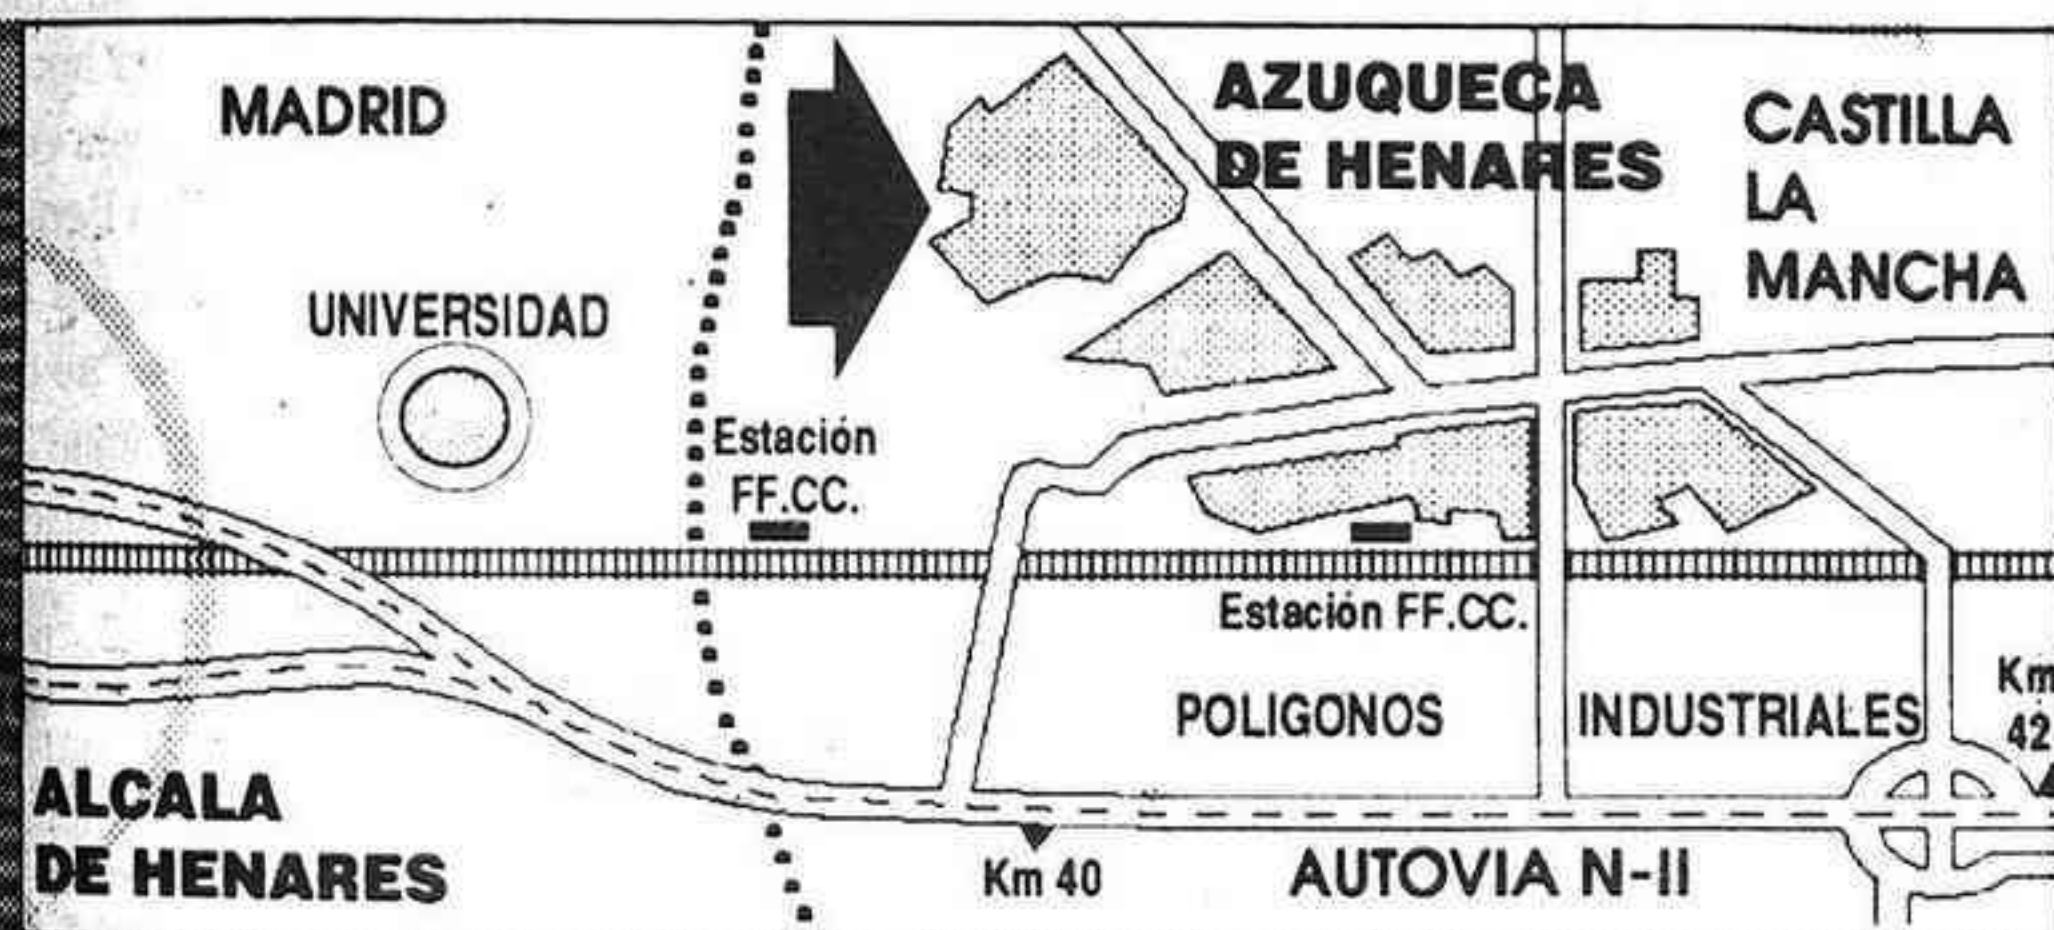 MADRID
AZUQUECA
DE HENARES
CASTILLA
LA
MANCHA
UNIVERSIDAD
Estación
FF.CC.
Estación FF.CC.
POLIGONOS INDUSTRIALES
Km
42
ALCALA
DE HENARES
Km 40
AUTOVIA N-II